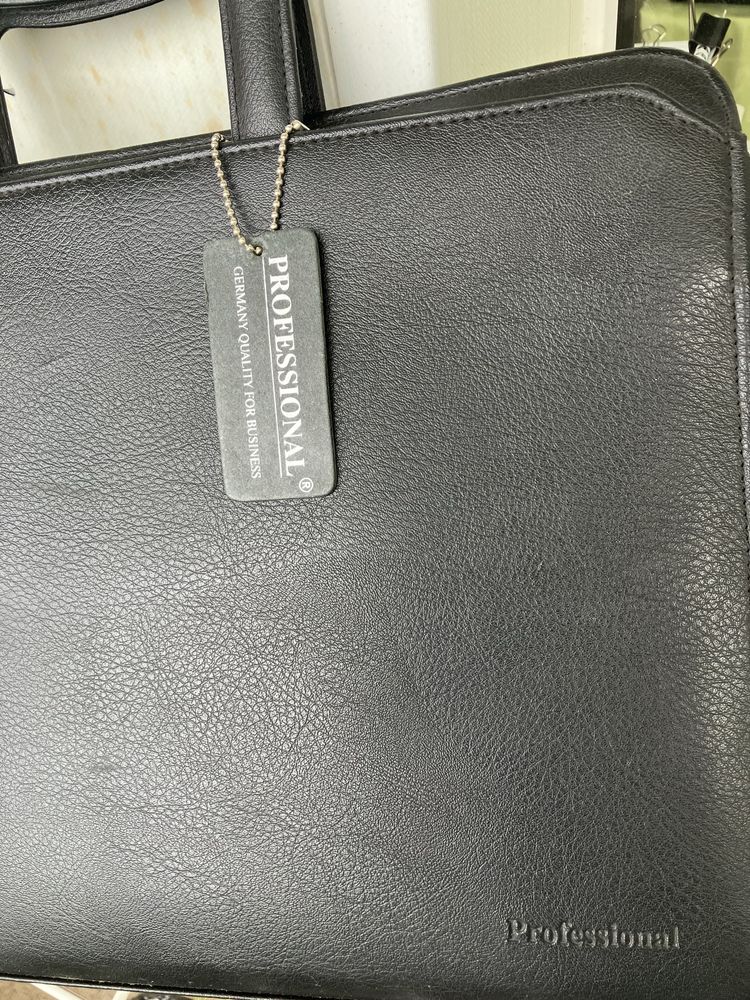 PROFESSIONAL ®
GERMANY QUALITY FOR BUSINESS
Professional